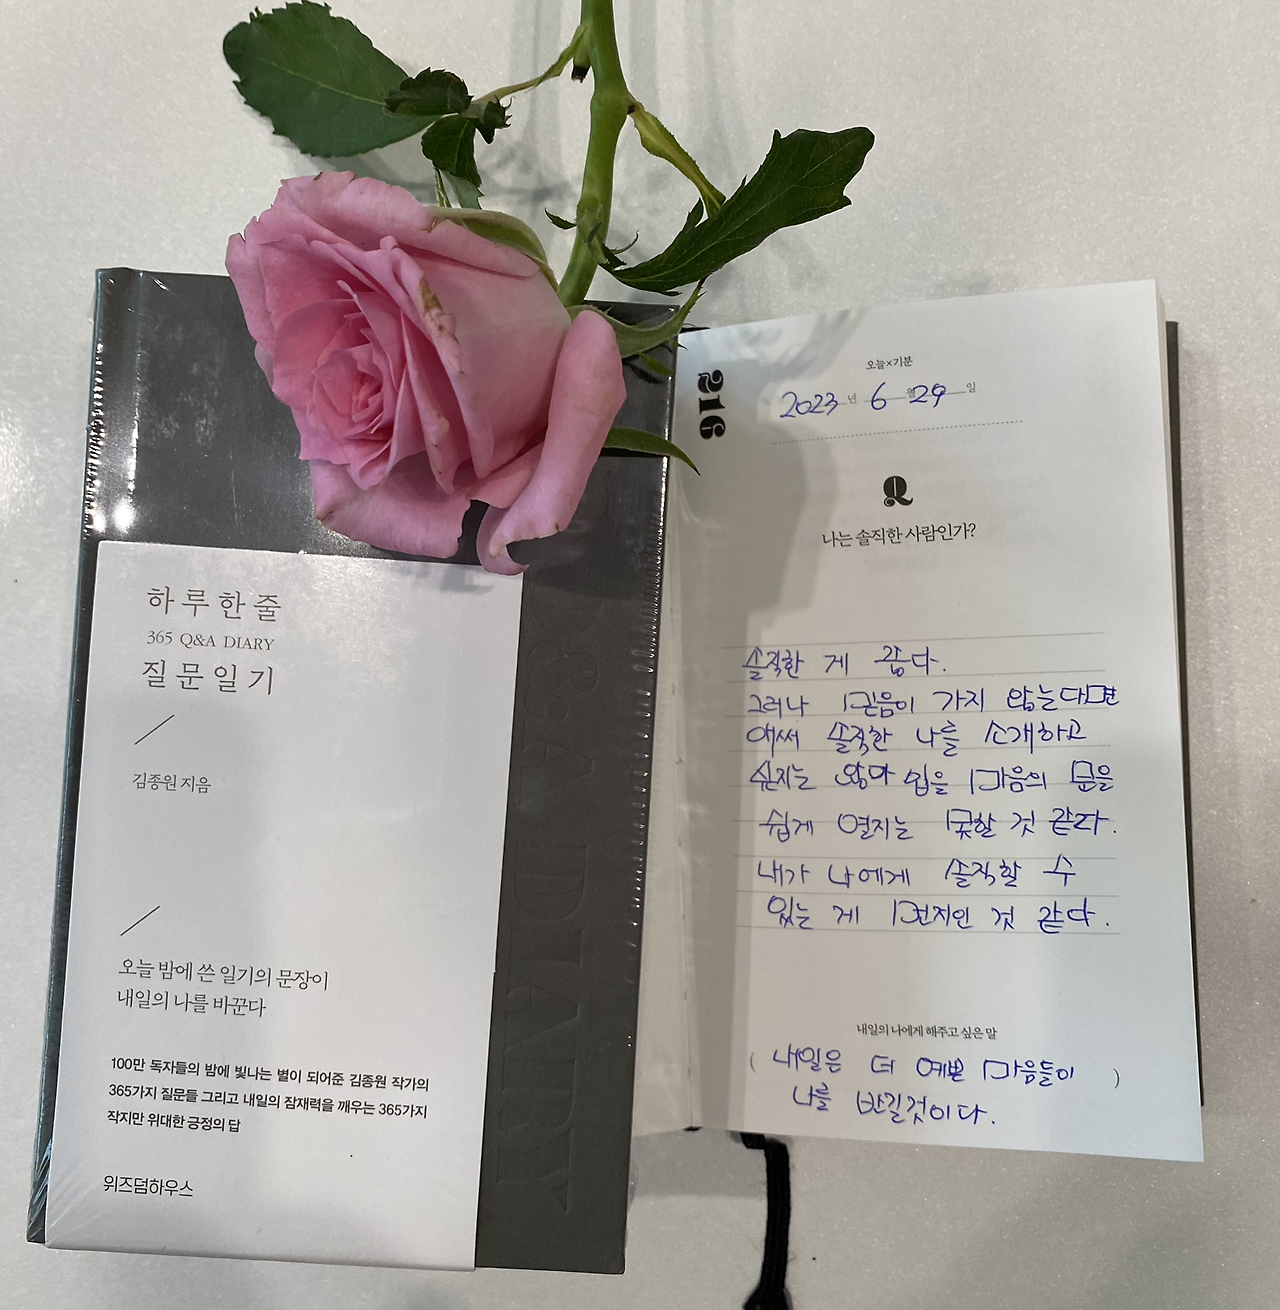 하루한줄
365 Q&A DIARY
질문일기
김종원 지음
오늘 밤에 쓴 일기의 문장이
내일의 나를 바꾼다
100만 독자들의 밤에 빛나는 별이 되어준 김종원 작가의
365가지 질문들 그리고 내일의 잠재력을 깨우는 365가지
작지만 위대한 긍정의 답
위즈덤하우스
Q&A DIARY
216
오늘×기분
2023년 6월 29일
Q
나는 솔직한 사람인가?
솔직한 게 좋다.
그러나 믿음이 가지 않는다면
애써 솔직한 나를 소개하고
싶지는 않아 입을 마음의 문을
쉽게 열지는 못할 것 같다.
내가 나에게 솔직할 수
있는 게 먼저인 것 같다.
내일의 나에게 해주고 싶은 말
( 내일은 더 예쁜 마음들이 )
나를 반길것이다.